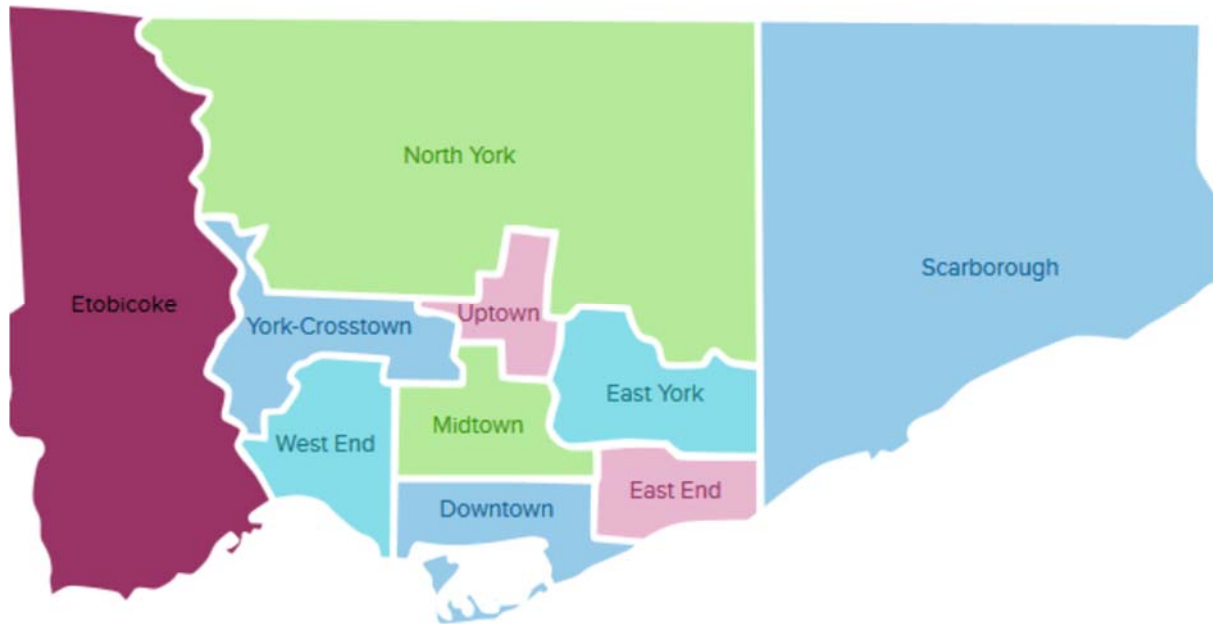 North York
Scarborough
Etobicoke
York-Crosstown
Uptown
East York
Midtown
West End
East End
Downtown